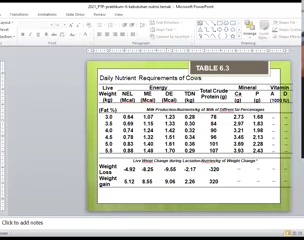 2021_PTP-praktikum-6-kebutuhan nutrisi ternak - Microsoft PowerPoint
Transitions Animations Slide Show Review View
TABLE 6.3
Daily Nutrient Requirements of Cows
Live Weight (kg) Energy Total Crude Protein (g) Mineral Vitamin
NEL (Mcal) ME (Mcal) DE (Mcal) TDN (kg) Ca (g) P (g) A D
(1000 IU)
(Fat %) Milk Production-Nutrients/kg of Milk of Different Fat Percentages
3.0 0.64 1.07 1.23 0.28 78 2.73 1.68 – –
3.5 0.69 1.15 1.33 0.30 84 2.97 1.83 – –
4.0 0.74 1.24 1.42 0.32 90 3.21 1.98 – –
4.5 0.78 1.32 1.51 0.34 96 3.45 2.13 – –
5.0 0.83 1.40 1.61 0.36 101 3.69 2.28 – –
5.5 0.88 1.48 1.70 0.29 107 3.93 2.43 – –
Live Weight Change during Lactation-Nutrients/kg of Weight Change
Weight Loss -4.92 -8.25 -9.55 -2.17 -320 – – – –
Weight gain 5.12 8.55 9.06 2.26 320 – – – –
Click to add notes